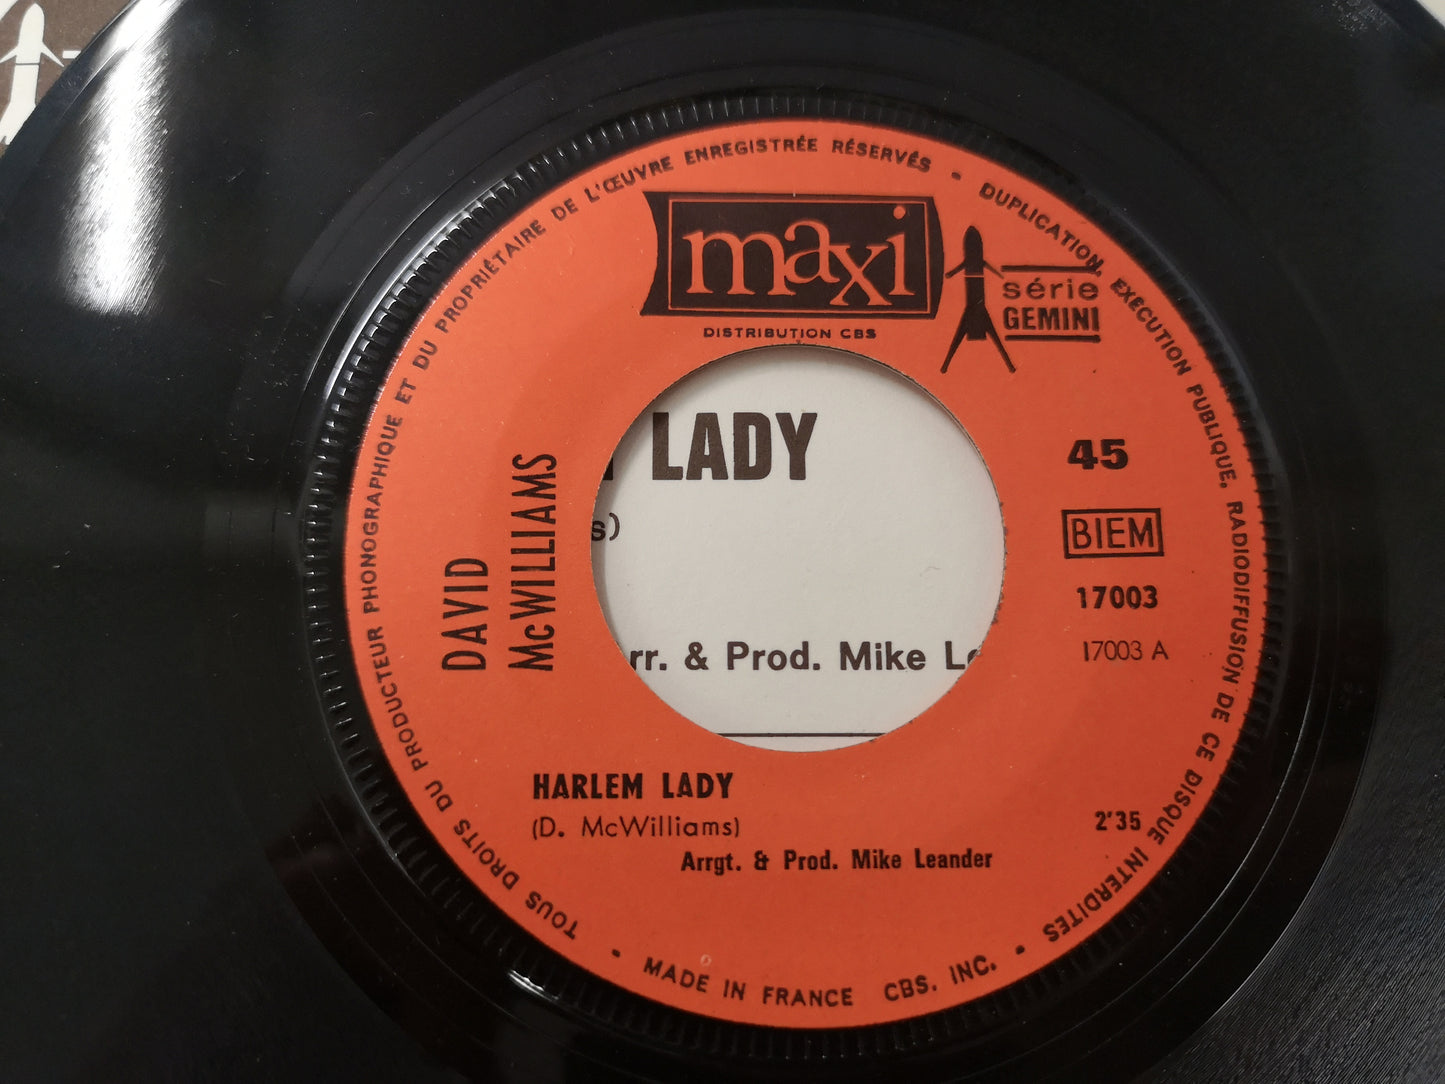 TOUS DROITS DU PRODUCTEUR PHONOGRAPHIQUE ET DU PROPRIÉTAIRE DE L'ŒUVRE ENREGISTRÉE RÉSERVÉS - DUPLICATION, EXÉCUTION PUBLIQUE, RADIODIFFUSION DE CE DISQUE INTERDITES -
maxi
DISTRIBUTION CBS
série
GEMINI
45
BIEM
17003
17003 A
DAVID
McWILLIAMS
LADY
s)
rr. & Prod. Mike
HARLEM LADY
(D. McWilliams)
2'35
Arrgt. & Prod. Mike Leander
- MADE IN FRANCE CBS. INC.